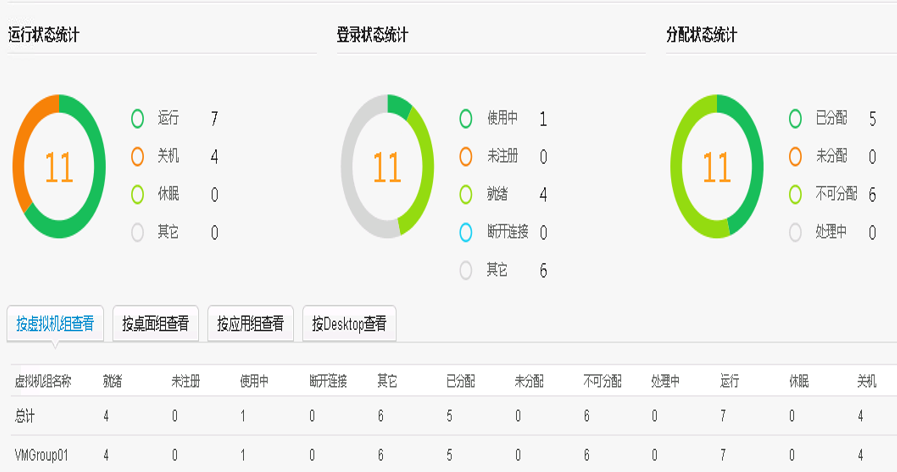 运行状态统计 登录状态统计 分配状态统计
运行 7 使用中 1 已分配 5
11 关机 4 11 未注册 0 11 未分配 0
休眠 0 就绪 4 不可分配 6
其它 0 断开连接 0 处理中 0
其它 6
按虚拟机组查看 按桌面组查看 按应用组查看 按Desktop查看
虚拟机组名称 就绪 未注册 使用中 断开连接 其它 已分配 未分配 不可分配 处理中 运行 休眠 关机
总计 4 0 1 0 6 5 0 6 0 7 0 4
VMGroup01 4 0 1 0 6 5 0 6 0 7 0 4